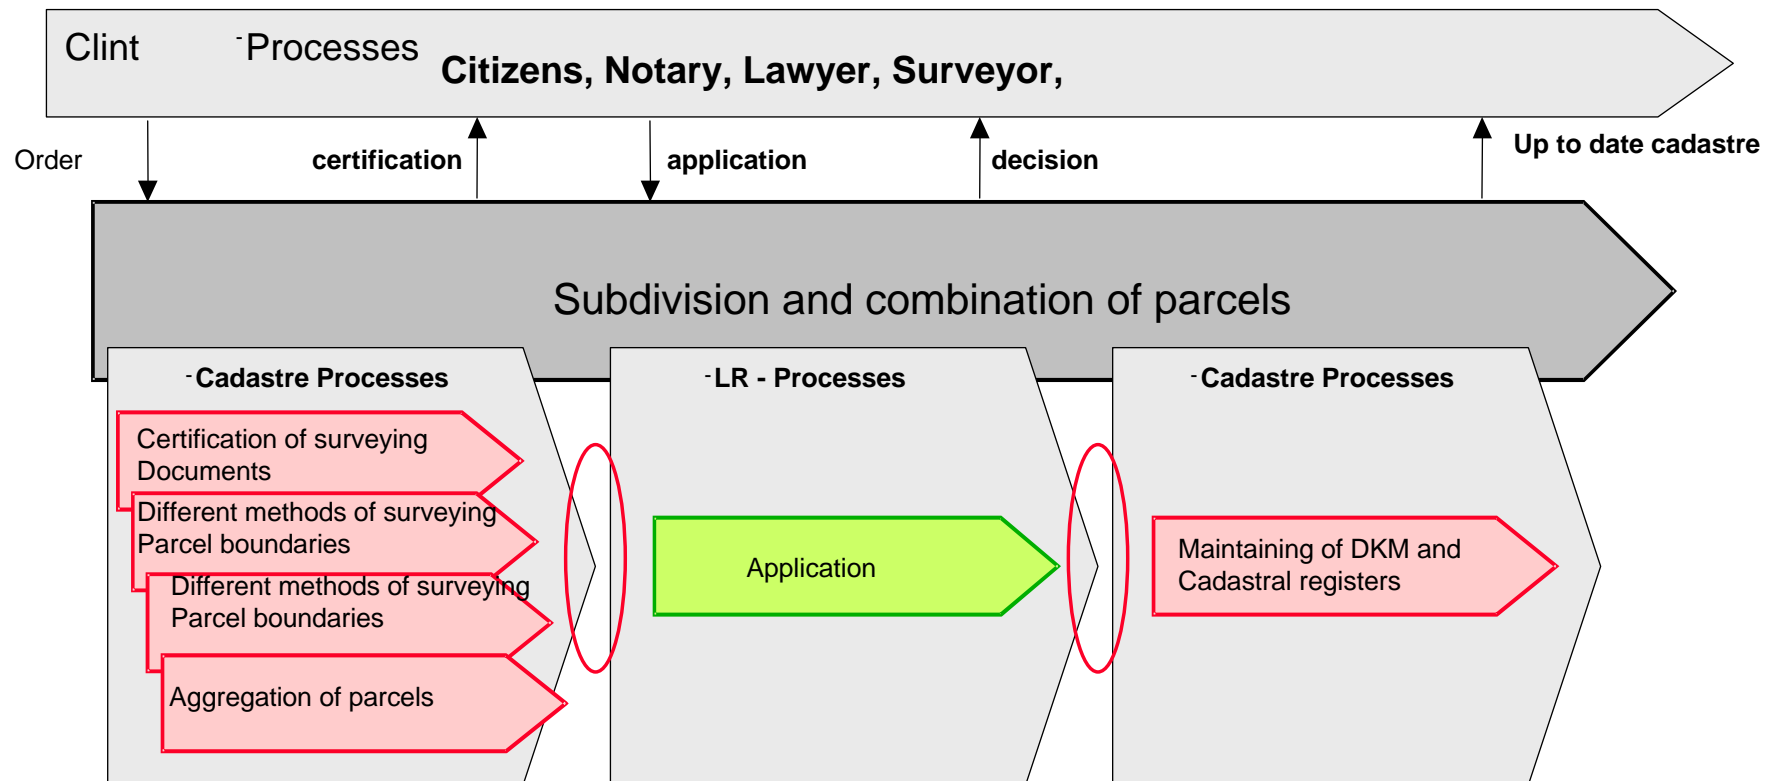 Clint -Processes
Citizens, Notary, Lawyer, Surveyor,
Order
certification
application
decision
Up to date cadastre
Subdivision and combination of parcels
-Cadastre Processes
Certification of surveying
Documents
Different methods of surveying
Parcel boundaries
Different methods of surveying
Parcel boundaries
Aggregation of parcels
-LR - Processes
Application
-Cadastre Processes
Maintaining of DKM and
Cadastral registers